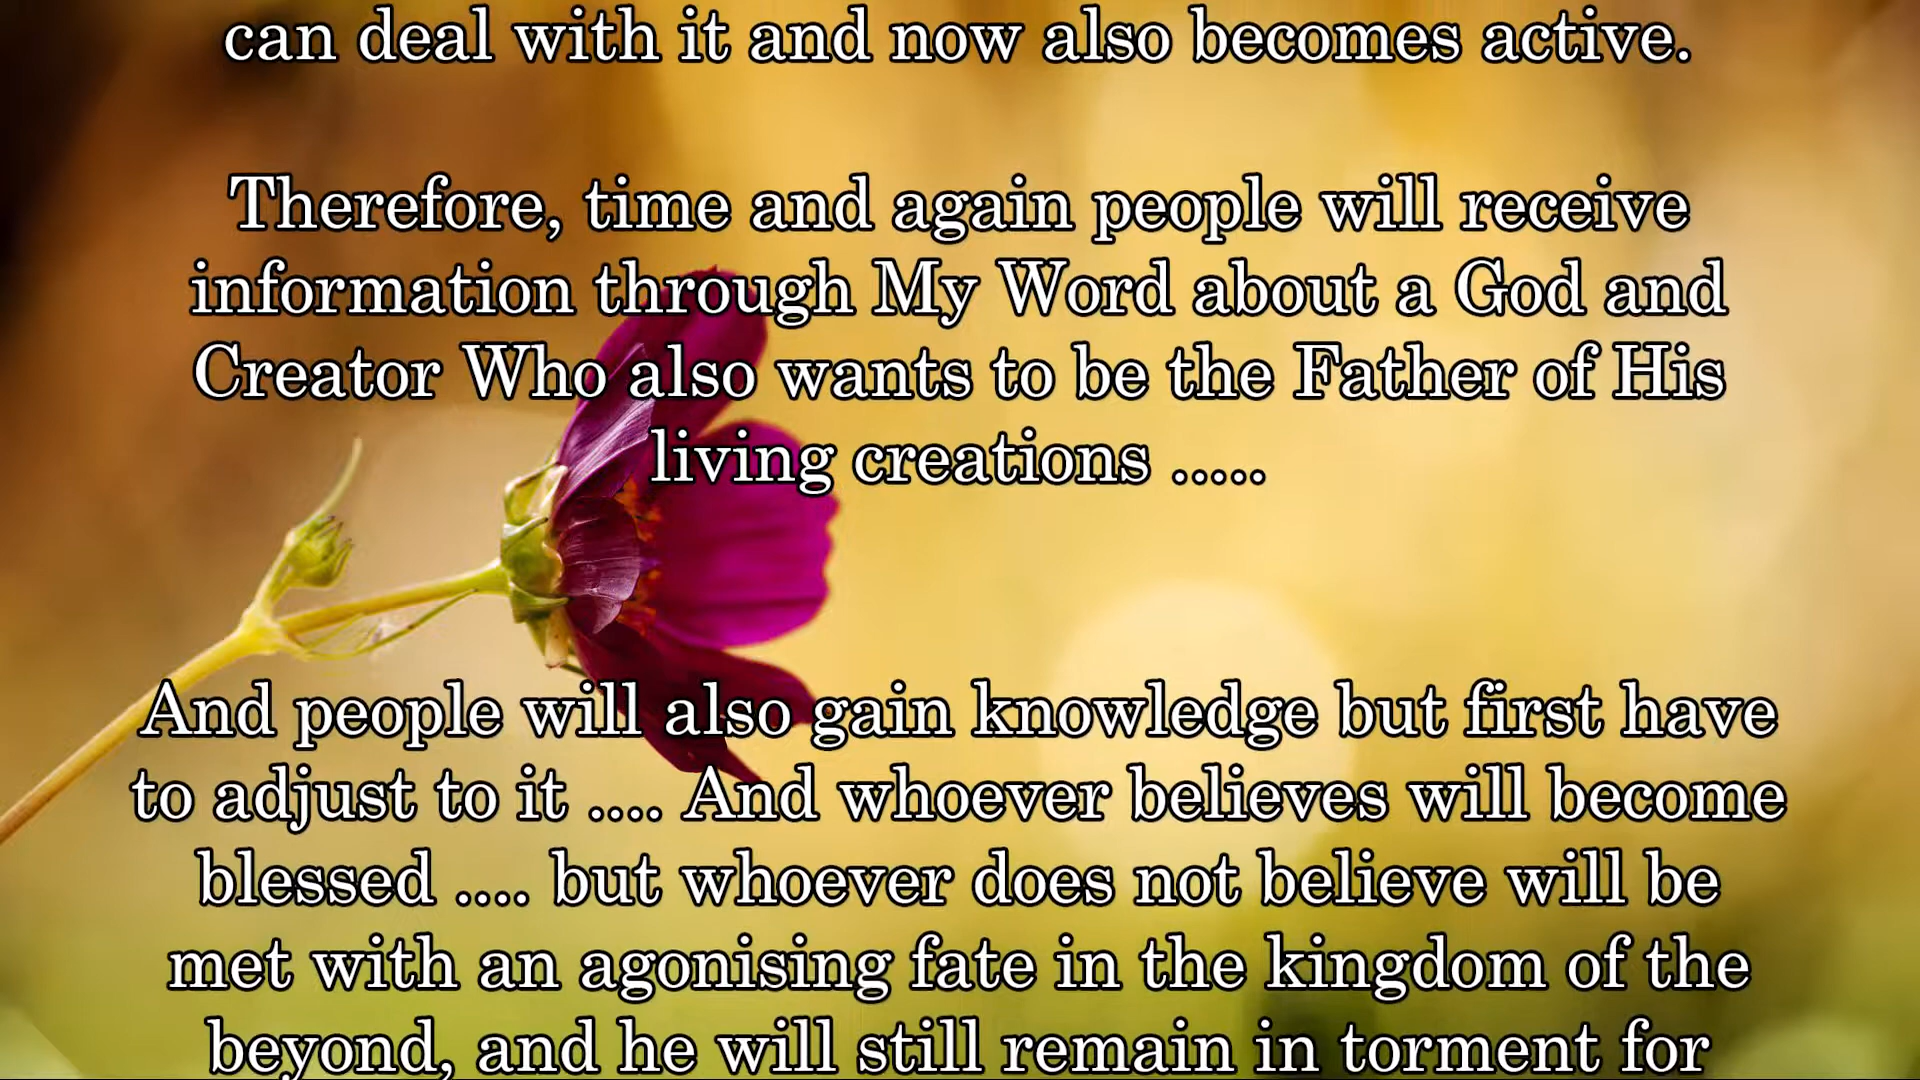 can deal with it and now also becomes active.
Therefore, time and again people will receive
information through My Word about a God and
Creator Who also wants to be the Father of His
living creations .....
And people will also gain knowledge but first have
to adjust to it .... And whoever believes will become
blessed .... but whoever does not believe will be
met with an agonising fate in the kingdom of the
beyond, and he will still remain in torment for